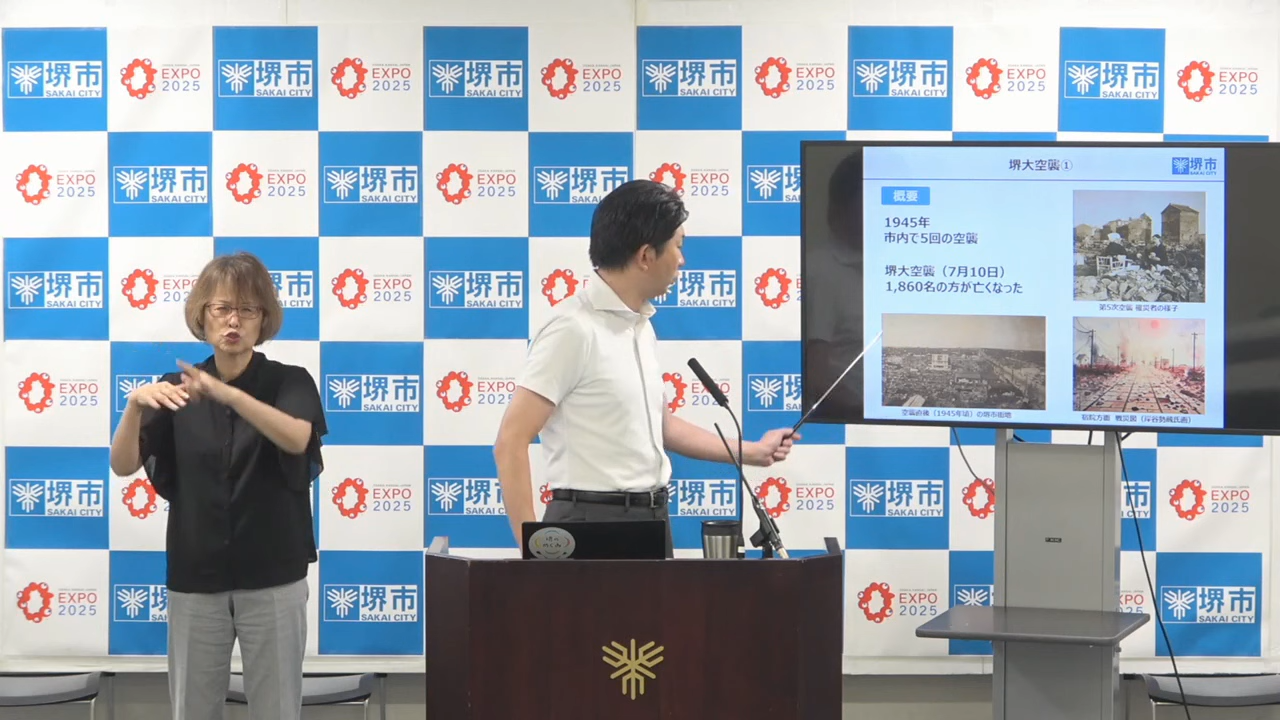 堺市
SAKAI CITY
EXPO
2025
堺大空襲①
堺市
SAKAI CITY
概要
1945年
市内で5回の空襲
堺大空襲（7月10日）
1,860名の方が亡くなった
第5次空襲 罹災者の様子
空襲直後（1945年頃）の堺市街地
宿院方面 戦災図（岸谷勢蔵氏画）